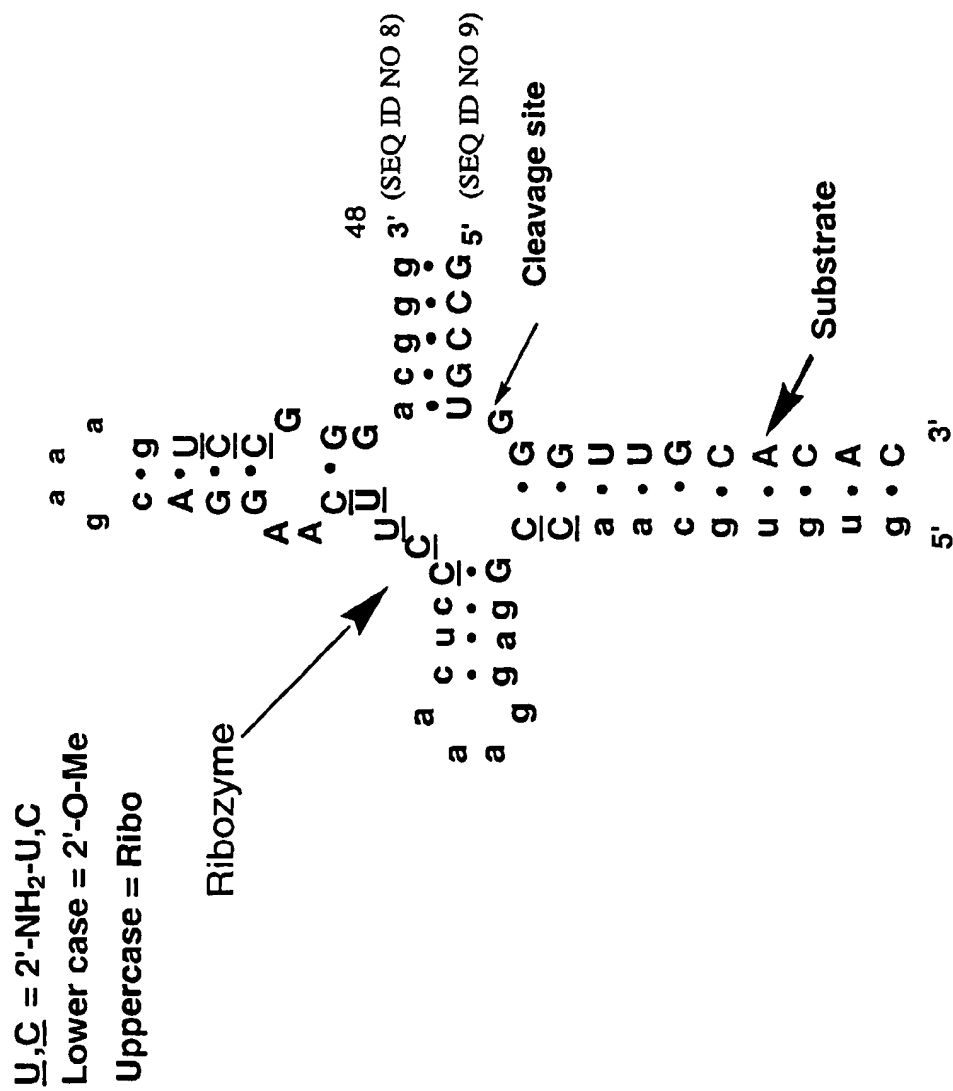 U,C = 2'-NH₂-U,C
Lower case = 2'-O-Me
Uppercase = Ribo
Ribozyme
a a
g a
c • g
A • U
G • C
G • C
A G
A
C • G
U G
U
C
a c g g g 3' (SEQ ID NO 8)
48
• • • • •
U G C C G 5' (SEQ ID NO 9)
G
Cleavage site
a c u c C
a • • • •
a g a g G
g
C • G
C • G
a • U
a • U
c • G
g • C
u • A
g • C
u • A
g • C
5' 3'
Substrate